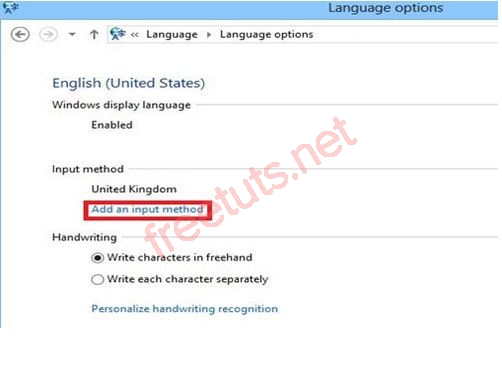 Language options
Language
Language options
English (United States)
Windows display language
Enabled
Input method
United Kingdom
Add an input method
Handwriting
Write characters in freehand
Write each character separately
Personalize handwriting recognition
freetuts.net